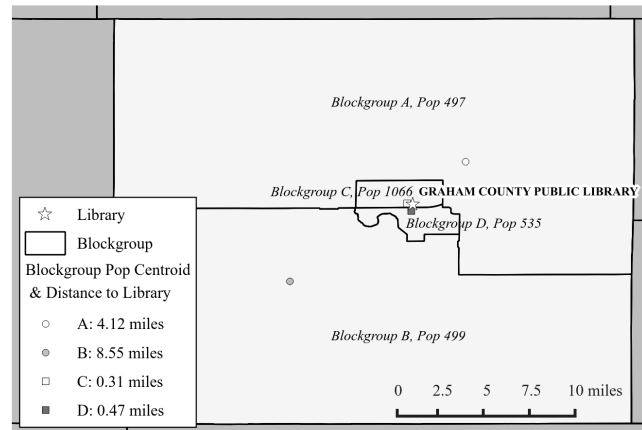 Blockgroup A, Pop 497
Blockgroup C, Pop 1066
GRAHAM COUNTY PUBLIC LIBRARY
Blockgroup D, Pop 535
Blockgroup B, Pop 499
Library
Blockgroup
Blockgroup Pop Centroid
& Distance to Library
A: 4.12 miles
B: 8.55 miles
C: 0.31 miles
D: 0.47 miles
0 2.5 5 7.5 10 miles